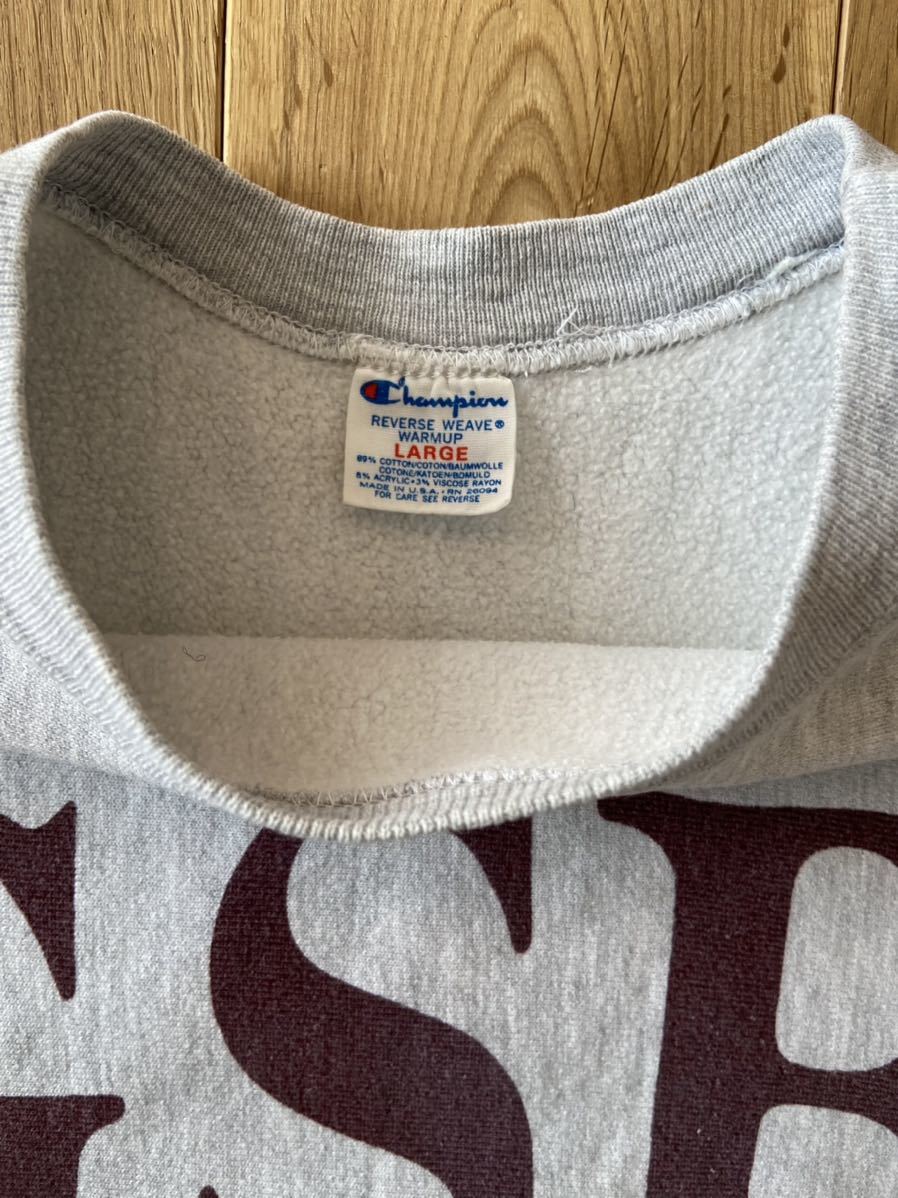 Champion
REVERSE WEAVE®
WARMUP
LARGE
89% COTTON/COTON/BAUMWOLLE
COTONE/KATOEN/BOMULD
8% ACRYLIC • 3% VISCOSE RAYON
MADE IN U.S.A. • RN 26094
FOR CARE SEE REVERSE
S